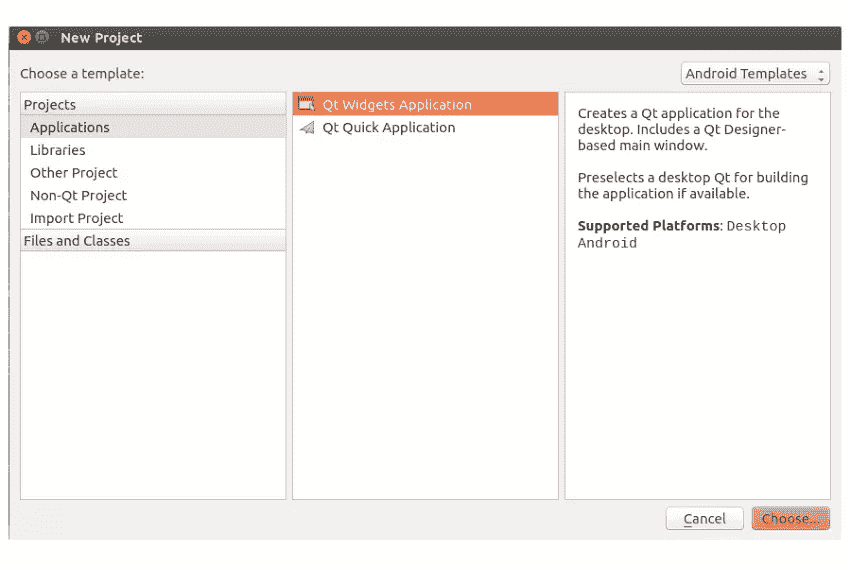 New Project
Choose a template:
Android Templates
Projects
Applications
Libraries
Other Project
Non-Qt Project
Import Project
Files and Classes
Qt Widgets Application
Qt Quick Application
Creates a Qt application for the
desktop. Includes a Qt Designer-
based main window.
Preselects a desktop Qt for building
the application if available.
Supported Platforms: Desktop
Android
Cancel
Choose...